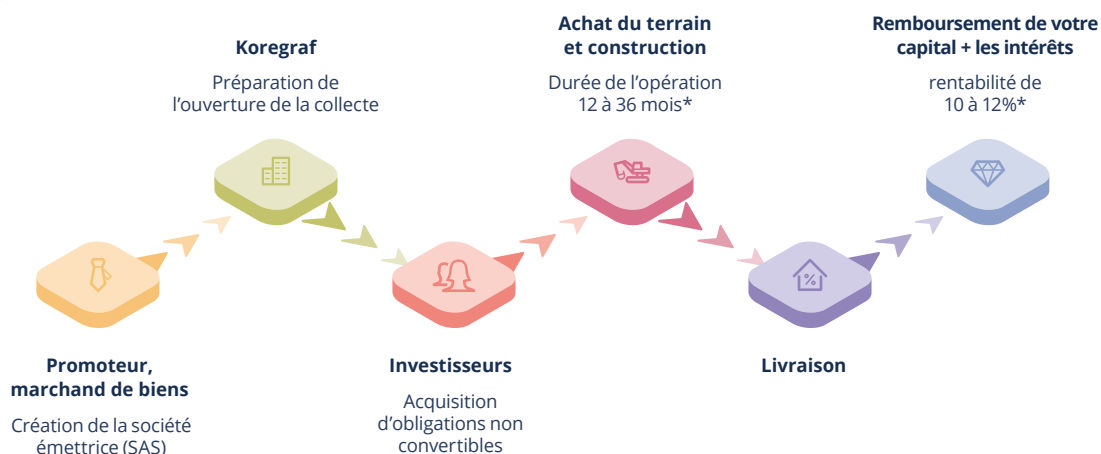 Promoteur,
marchand de biens
Création de la société
émettrice (SAS)
Koregraf
Préparation de
l’ouverture de la collecte
Investisseurs
Acquisition
d’obligations non
convertibles
Achat du terrain
et construction
Durée de l’opération
12 à 36 mois*
Livraison
%
Remboursement de votre
capital + les intérêts
rentabilité de
10 à 12%*